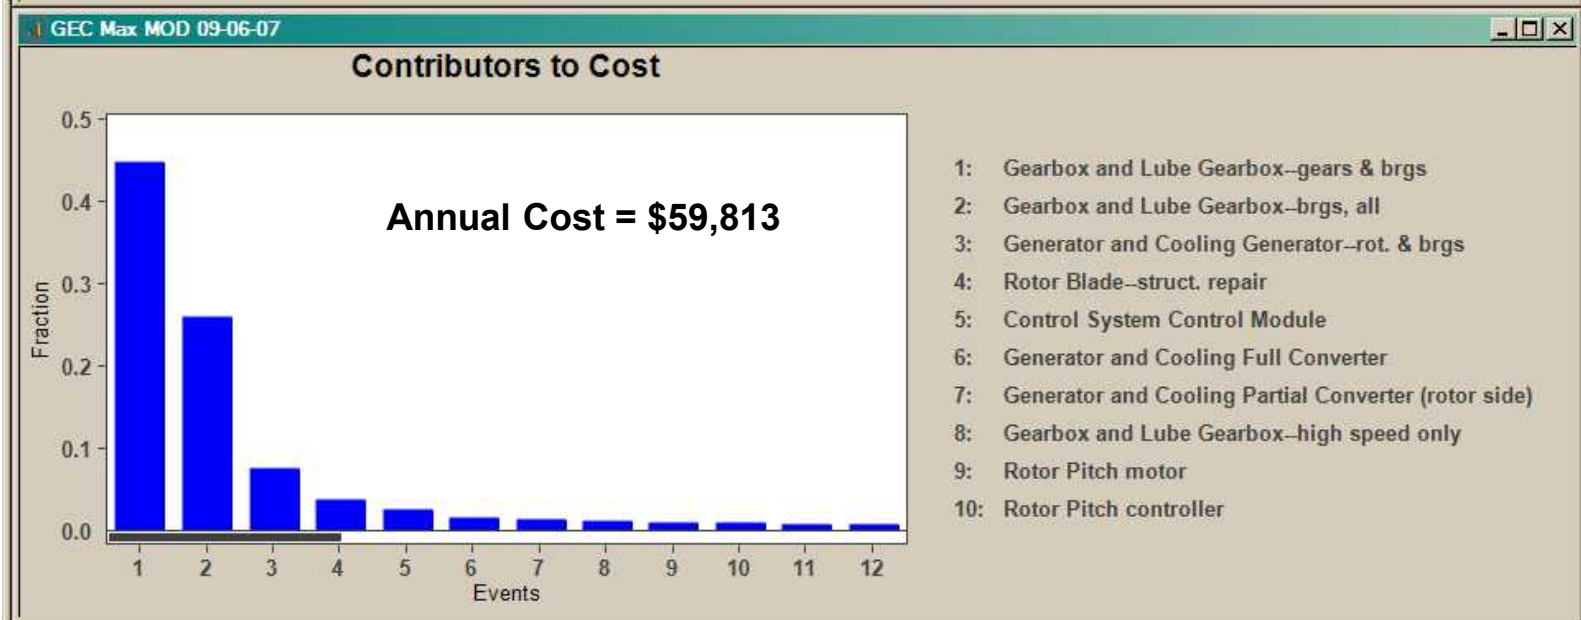 GEC Max MOD 09-06-07
Contributors to Cost
Annual Cost = $59,813
Fraction
0.5
0.4
0.3
0.2
0.1
0.0
1 2 3 4 5 6 7 8 9 10 11 12
Events
1: Gearbox and Lube Gearbox--gears & brgs
2: Gearbox and Lube Gearbox--brgs, all
3: Generator and Cooling Generator--rot. & brgs
4: Rotor Blade--struct. repair
5: Control System Control Module
6: Generator and Cooling Full Converter
7: Generator and Cooling Partial Converter (rotor side)
8: Gearbox and Lube Gearbox--high speed only
9: Rotor Pitch motor
10: Rotor Pitch controller